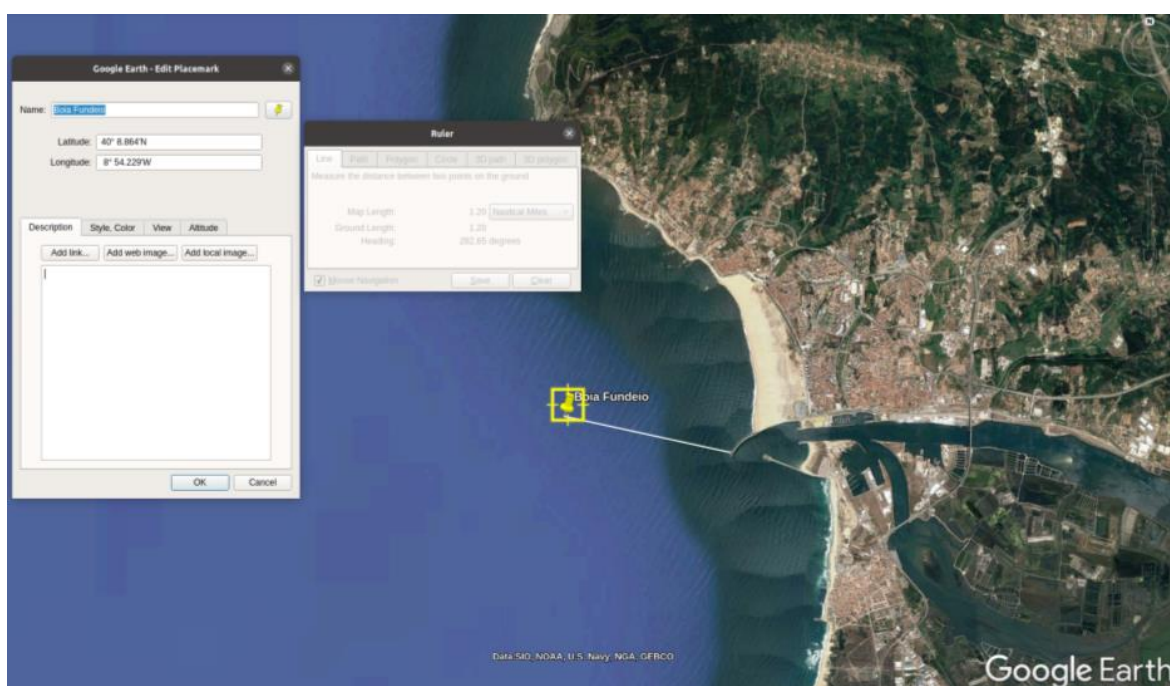 Google Earth - Edit Placemark
Name: Boia Fundeio
Latitude: 40° 8.864'N
Longitude: 8° 54.229'W
Description Style, Color View Altitude
Add link... Add web image... Add local image...
OK Cancel
Ruler
Line Path Polygon Circle 3D path 3D polygon
Measure the distance between two points on the ground
Map Length: 1.20 Nautical Miles
Ground Length: 1.20
Heading: 282.65 degrees
Mouse Navigation Save Clear
Boia Fundeio
Data SIO, NOAA, U.S. Navy, NGA, GEBCO
Google Earth